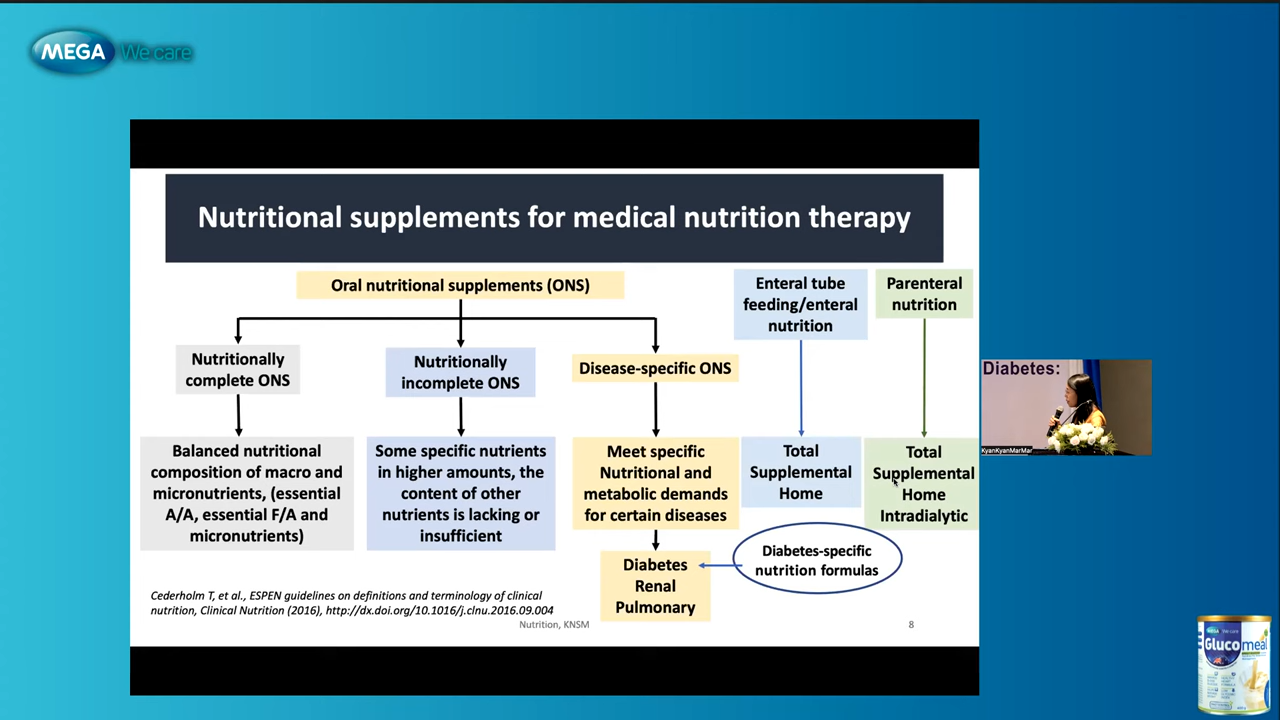 MEGA We care
Nutritional supplements for medical nutrition therapy
Oral nutritional supplements (ONS)
Enteral tube
feeding/enteral
nutrition
Parenteral
nutrition
Nutritionally
complete ONS
Nutritionally
incomplete ONS
Disease-specific ONS
Balanced nutritional
composition of macro and
micronutrients, (essential
A/A, essential F/A and
micronutrients)
Some specific nutrients
in higher amounts, the
content of other
nutrients is lacking or
insufficient
Meet specific
Nutritional and
metabolic demands
for certain diseases
Total
Supplemental
Home
Total
Supplemental
Home
Intradialytic
Diabetes
Renal
Pulmonary
Diabetes-specific
nutrition formulas
Cederholm T, et al., ESPEN guidelines on definitions and terminology of clinical
nutrition, Clinical Nutrition (2016), http://dx.doi.org/10.1016/j.clnu.2016.09.004
Nutrition, KNSM
8
Diabetes:
KyanKyanMarMar
MEGA We care
Glucomeal